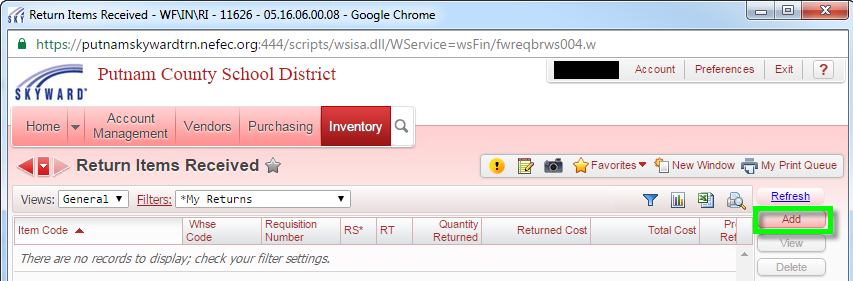 Return Items Received - WF\IN\RI - 11626 - 05.16.06.00.08 - Google Chrome
https://putnamskywardtrn.nefec.org:444/scripts/wsisa.dll/WService=wsFin/fwreqbrws004.w
SKYWARD® Putnam County School District Account Preferences Exit ?
Home Account Management Vendors Purchasing Inventory
Return Items Received Favorites New Window My Print Queue
Views: General Filters: *My Returns Refresh
Add
Item Code Whse Code Requisition Number RS* RT Quantity Returned Returned Cost Total Cost
View
There are no records to display; check your filter settings.
Delete